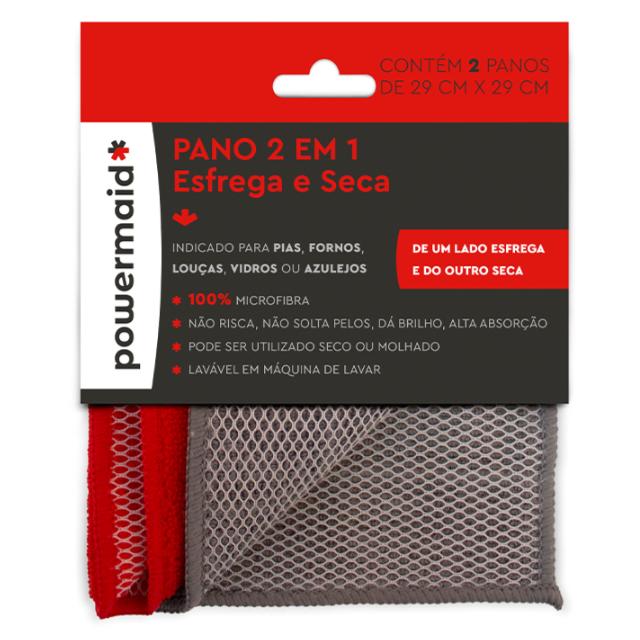 CONTÉM 2 PANOS
DE 29 CM X 29 CM
powermaid*
PANO 2 EM 1
Esfrega e Seca
INDICADO PARA PIAS, FORNOS,
LOUÇAS, VIDROS OU AZULEJOS
DE UM LADO ESFREGA
E DO OUTRO SECA
* 100% MICROFIBRA
* NÃO RISCA, NÃO SOLTA PELOS, DÁ BRILHO, ALTA ABSORÇÃO
* PODE SER UTILIZADO SECO OU MOLHADO
* LAVÁVEL EM MÁQUINA DE LAVAR